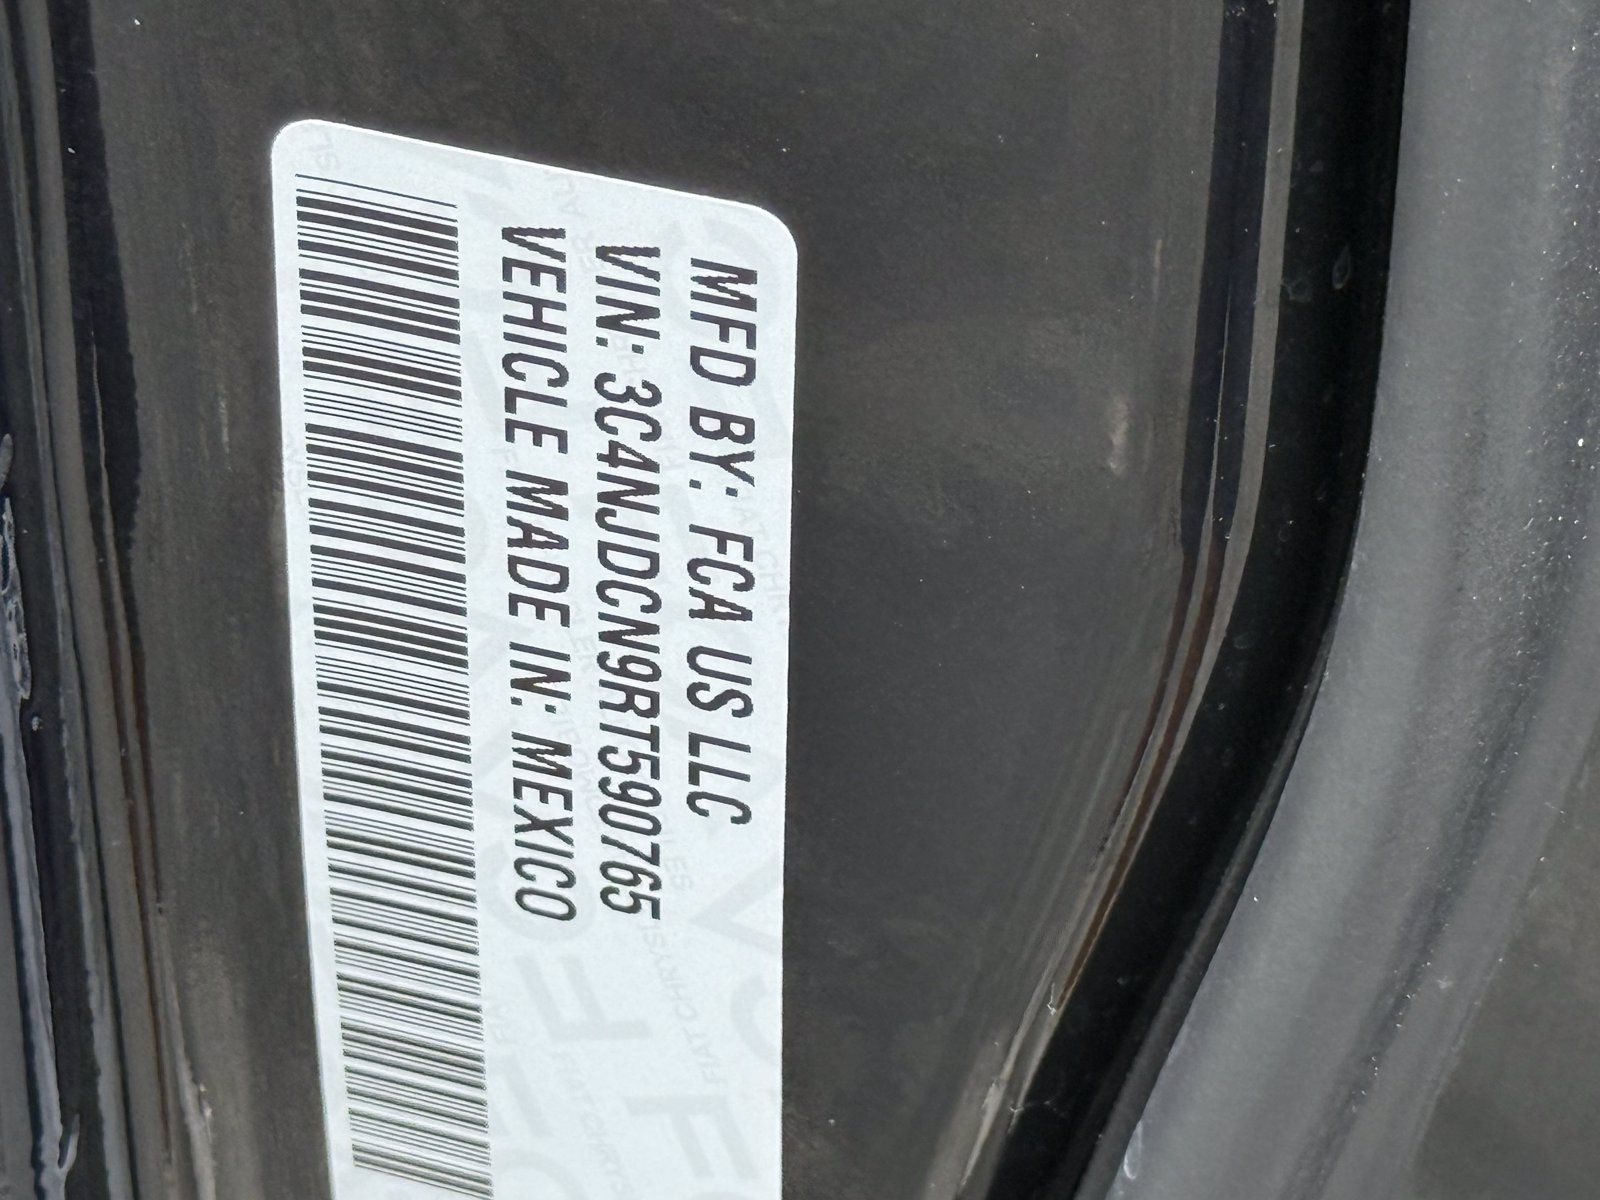 MFD BY: FCA US LLC
VIN: 3C4NJDCN9RT590765
VEHICLE MADE IN: MEXICO